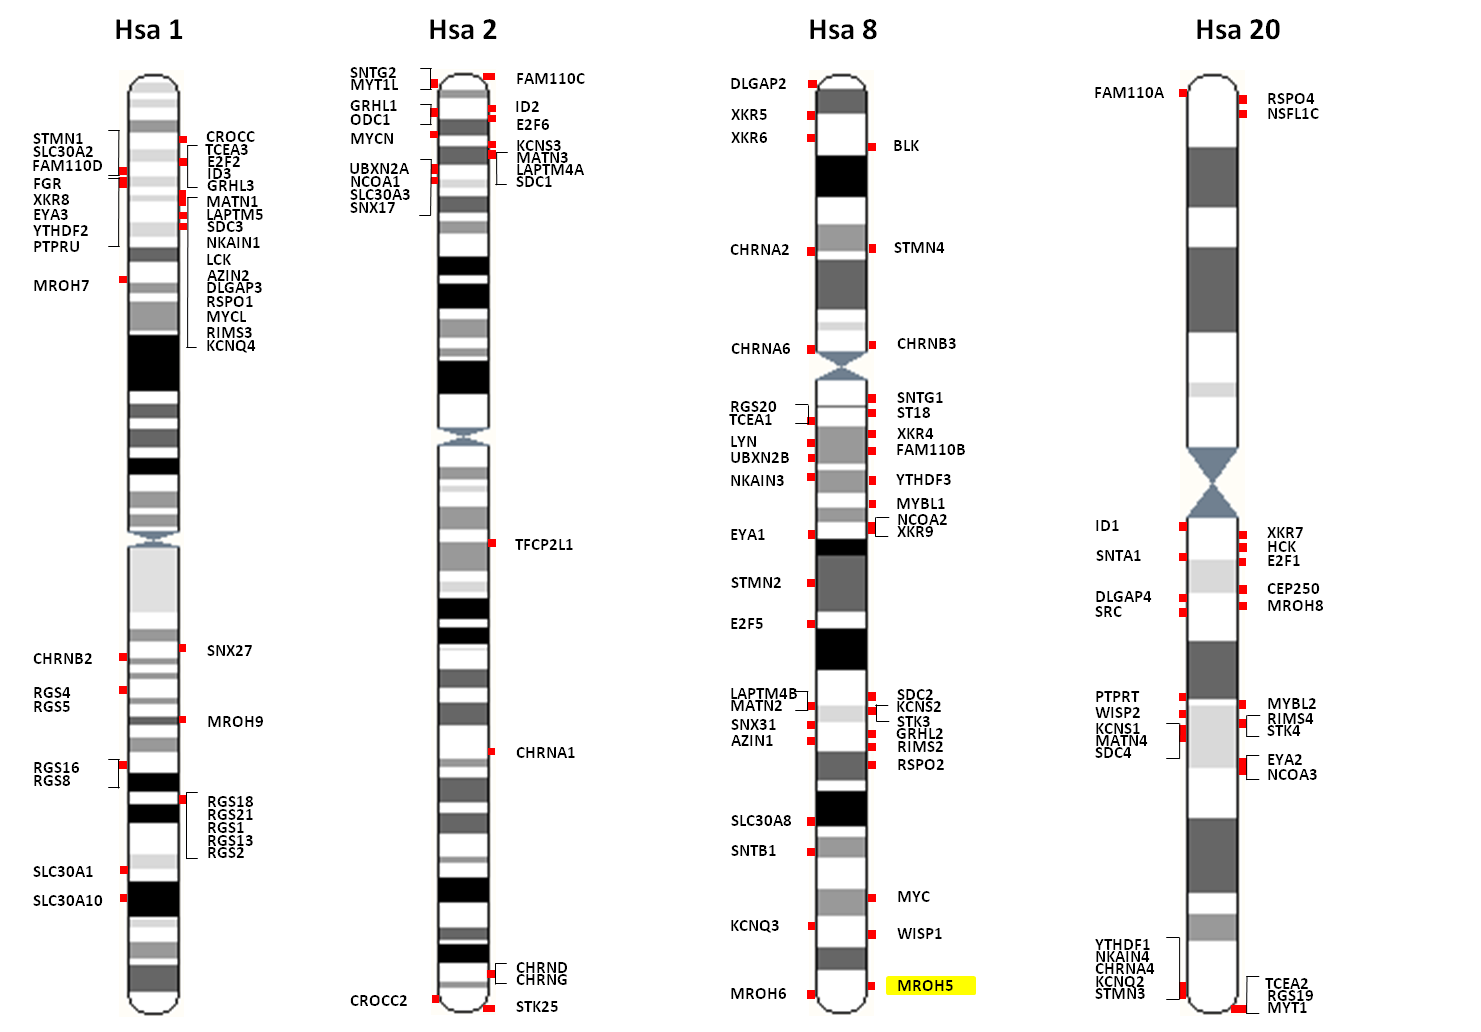 Hsa 1
STMN1
SLC30A2
FAM110D
FGR
XKR8
EYA3
YTHDF2
PTPRU
MROH7
CHRNB2
RGS4
RGS5
RGS16
RGS8
SLC30A1
SLC30A10
CROCC
TCEA3
E2F2
ID3
GRHL3
MATN1
LAPTM5
SDC3
NKAIN1
LCK
AZIN2
DLGAP3
RSPO1
MYCL
RIMS3
KCNQ4
SNX27
MROH9
RGS18
RGS21
RGS1
RGS13
RGS2
Hsa 2
SNTG2
MYT1L
GRHL1
ODC1
MYCN
UBXN2A
NCOA1
SLC30A3
SNX17
CROCC2
FAM110C
ID2
E2F6
KCNS3
MATN3
LAPTM4A
SDC1
TFCP2L1
CHRNA1
CHRND
CHRNG
STK25
Hsa 8
DLGAP2
XKR5
XKR6
CHRNA2
CHRNA6
RGS20
TCEA1
LYN
UBXN2B
NKAIN3
EYA1
STMN2
E2F5
LAPTM4B
MATN2
SNX31
AZIN1
SLC30A8
SNTB1
KCNQ3
MROH6
BLK
STMN4
CHRNB3
SNTG1
ST18
XKR4
FAM110B
YTHDF3
MYBL1
NCOA2
XKR9
SDC2
KCNS2
STK3
GRHL2
RIMS2
RSPO2
MYC
WISP1
MROH5
Hsa 20
FAM110A
ID1
SNTA1
DLGAP4
SRC
PTPRT
WISP2
KCNS1
MATN4
SDC4
YTHDF1
NKAIN4
CHRNA4
KCNQ2
STMN3
RSPO4
NSFL1C
XKR7
HCK
E2F1
CEP250
MROH8
MYBL2
RIMS4
STK4
EYA2
NCOA3
TCEA2
RGS19
MYT1